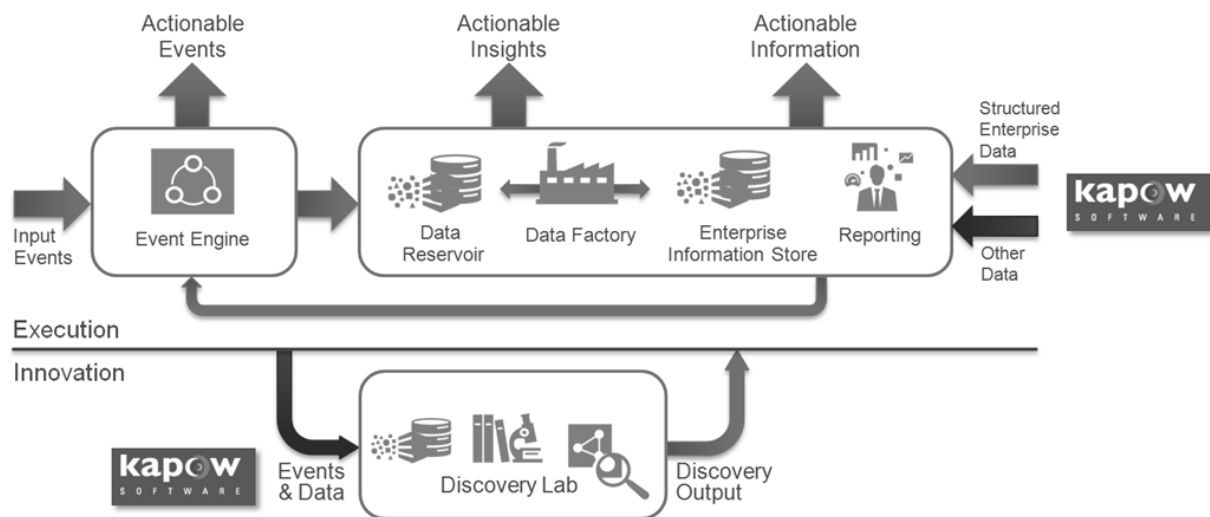 Actionable
Events
Actionable
Insights
Actionable
Information
Structured
Enterprise
Data
kapow
SOFTWARE
Input
Events
Event Engine
Data
Reservoir
Data Factory
Enterprise
Information Store
Reporting
Other
Data
Execution
Innovation
kapow
SOFTWARE
Events
& Data
Discovery Lab
Discovery
Output